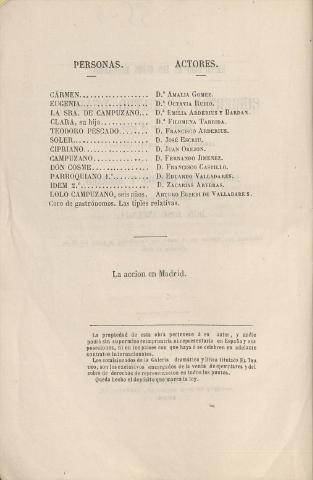 PERSONAS. ACTORES.
CÁRMEN................... D.ª AMALIA GOMEZ.
EUGENIA.................. D.ª OCTAVIA RUBIO.
LA SRA. DE CAMPUZANO... D.ª EMILIA ARDERIUS Y BARDAN.
CLARA, su hija........... D.ª FILOMENA
TEODORO PESCADO........ D. FRANCISCO ARDERIUS.
SOLER.................... D. JOSÉ ESCRIU.
CIPRIANO................. D. JUAN OREJON.
CAMPUZANO............... D. FERNANDO JIMENEZ.
DON COSME............... D. FRANCISCO CASTILLO.
PARROQUIANO 1.º......... D. EDUARDO VALLADARES.
IDEM 2.º................. D. ZACARÍAS
LOLO CAMPUZANO, seis años. ARTURO DE VALLADARES.
Coro de gastrónomos. Las tiples relativas.
La accion en Madrid.
La propiedad de esta obra pertenece á su autor, y nadie
podrá sin su permiso reimprimirla ni representarla en España y sus
posesiones, ni en los paises con que haya ó se celebren en adelante
contratos internacionales.
Los comisionados de la Galería dramática y lírica titulada EL TEA-
TRO, son los exclusivos encargados de la venta de ejemplares y del
cobro de derechos de representacion en todos los puntos.
Queda hecho el depósito que marca la ley.